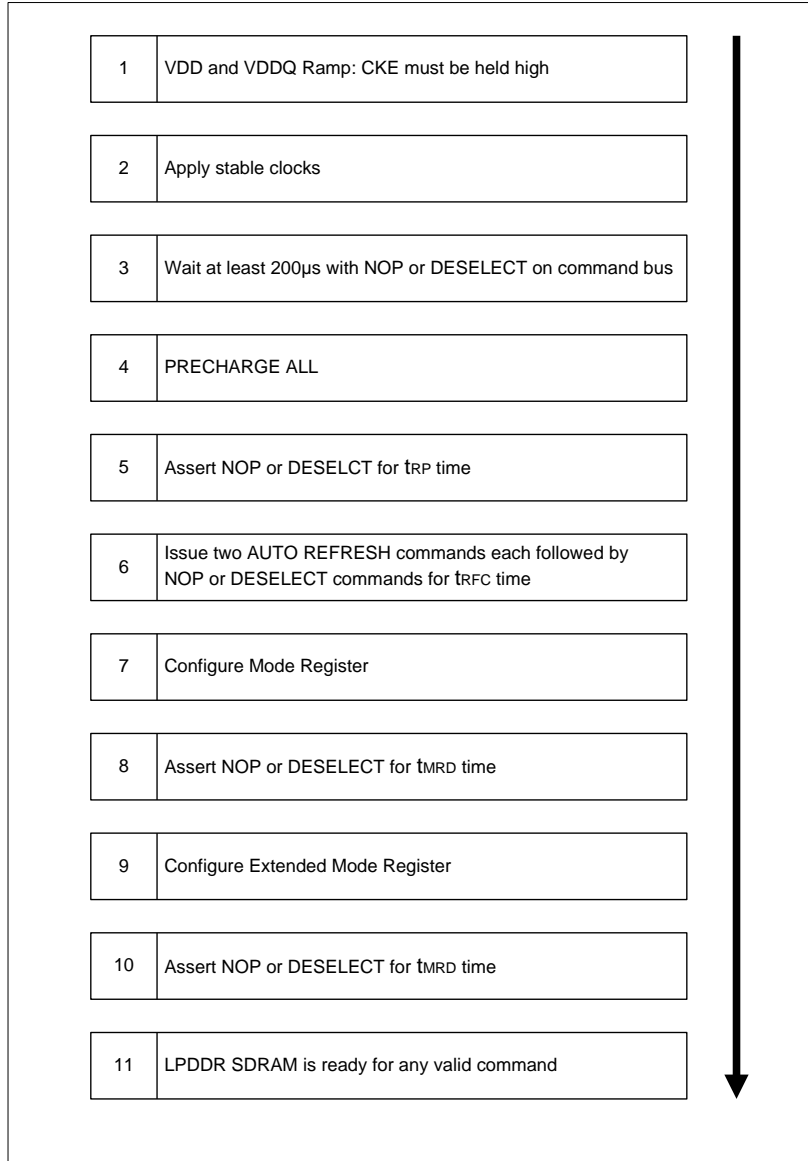 1 VDD and VDDQ Ramp: CKE must be held high
2 Apply stable clocks
3 Wait at least 200µs with NOP or DESELECT on command bus
4 PRECHARGE ALL
5 Assert NOP or DESELCT for tRP time
6 Issue two AUTO REFRESH commands each followed by
NOP or DESELECT commands for tRFC time
7 Configure Mode Register
8 Assert NOP or DESELECT for tMRD time
9 Configure Extended Mode Register
10 Assert NOP or DESELECT for tMRD time
11 LPDDR SDRAM is ready for any valid command